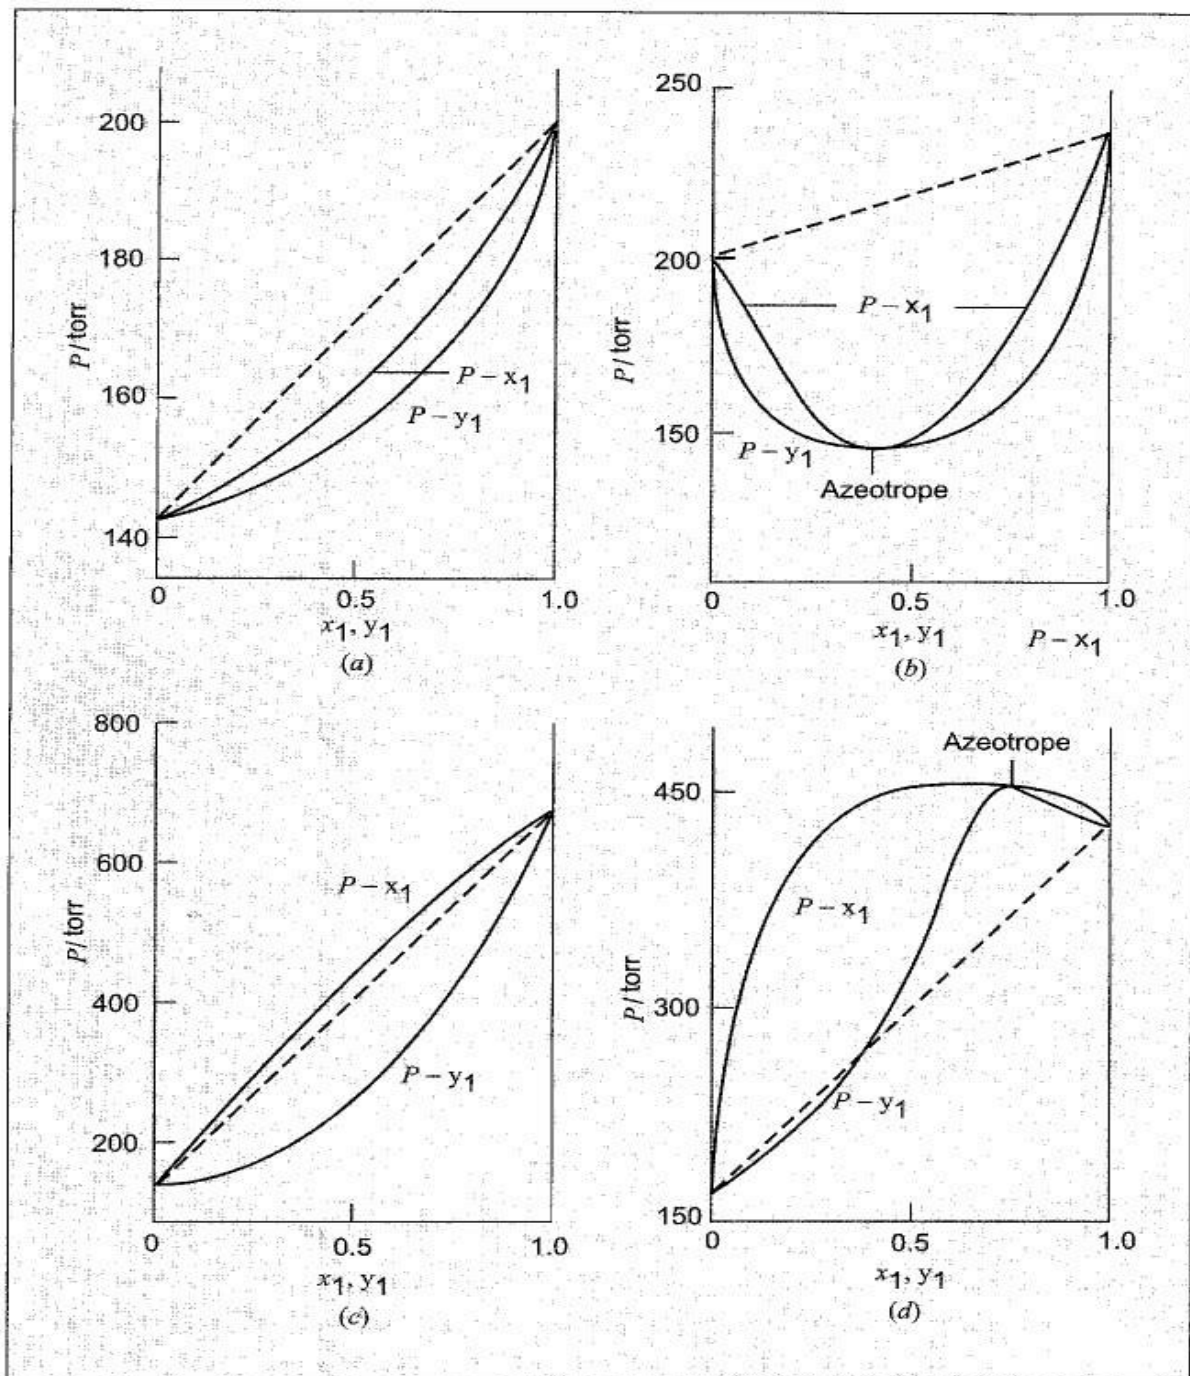 200
180
160
140
P/torr
P – x1
P – y1
0 0.5 1.0
x1, y1
(a)
250
200
150
P/torr
P – x1
P – y1
Azeotrope
0 0.5 1.0
x1, y1 P – x1
(b)
800
600
400
200
P/torr
P – x1
P – y1
0 0.5 1.0
x1, y1
(c)
Azeotrope
450
300
150
P/torr
P – x1
P – y1
0 0.5 1.0
x1, y1
(d)